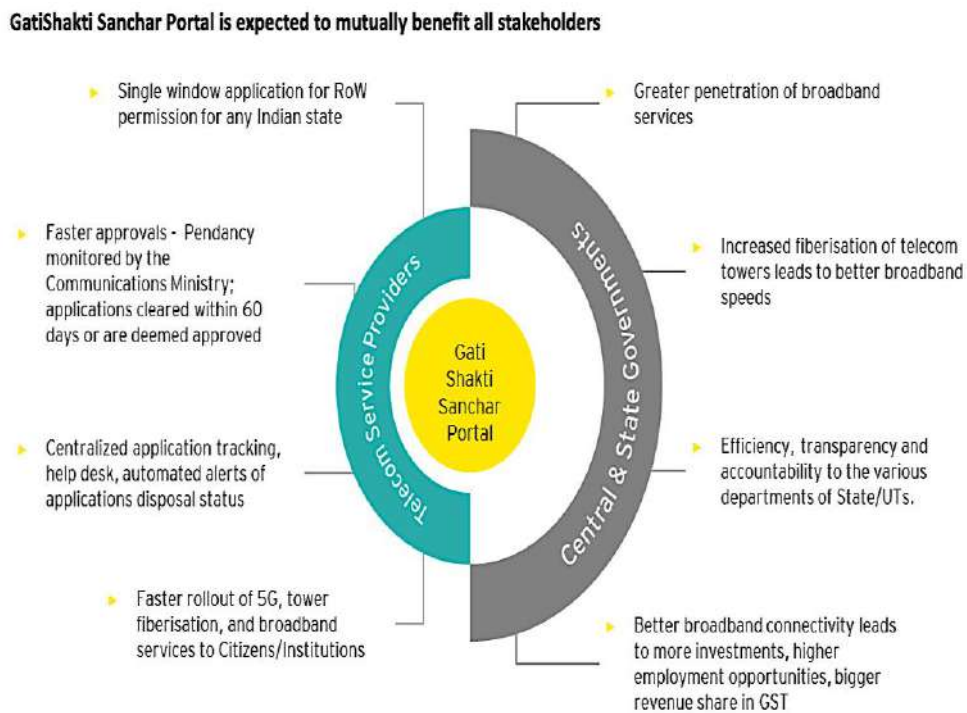 GatiShakti Sanchar Portal is expected to mutually benefit all stakeholders
Single window application for RoW
permission for any Indian state
Faster approvals - Pendancy
monitored by the
Communications Ministry;
applications cleared within 60
days or are deemed approved
Centralized application tracking,
help desk, automated alerts of
applications disposal status
Faster rollout of 5G, tower
fiberisation, and broadband
services to Citizens/Institutions
Telecom Service Providers
Gati
Shakti
Sanchar
Portal
Central & State Governments
Greater penetration of broadband
services
Increased fiberisation of telecom
towers leads to better broadband
speeds
Efficiency, transparency and
accountability to the various
departments of State/UTs.
Better broadband connectivity leads
to more investments, higher
employment opportunities, bigger
revenue share in GST